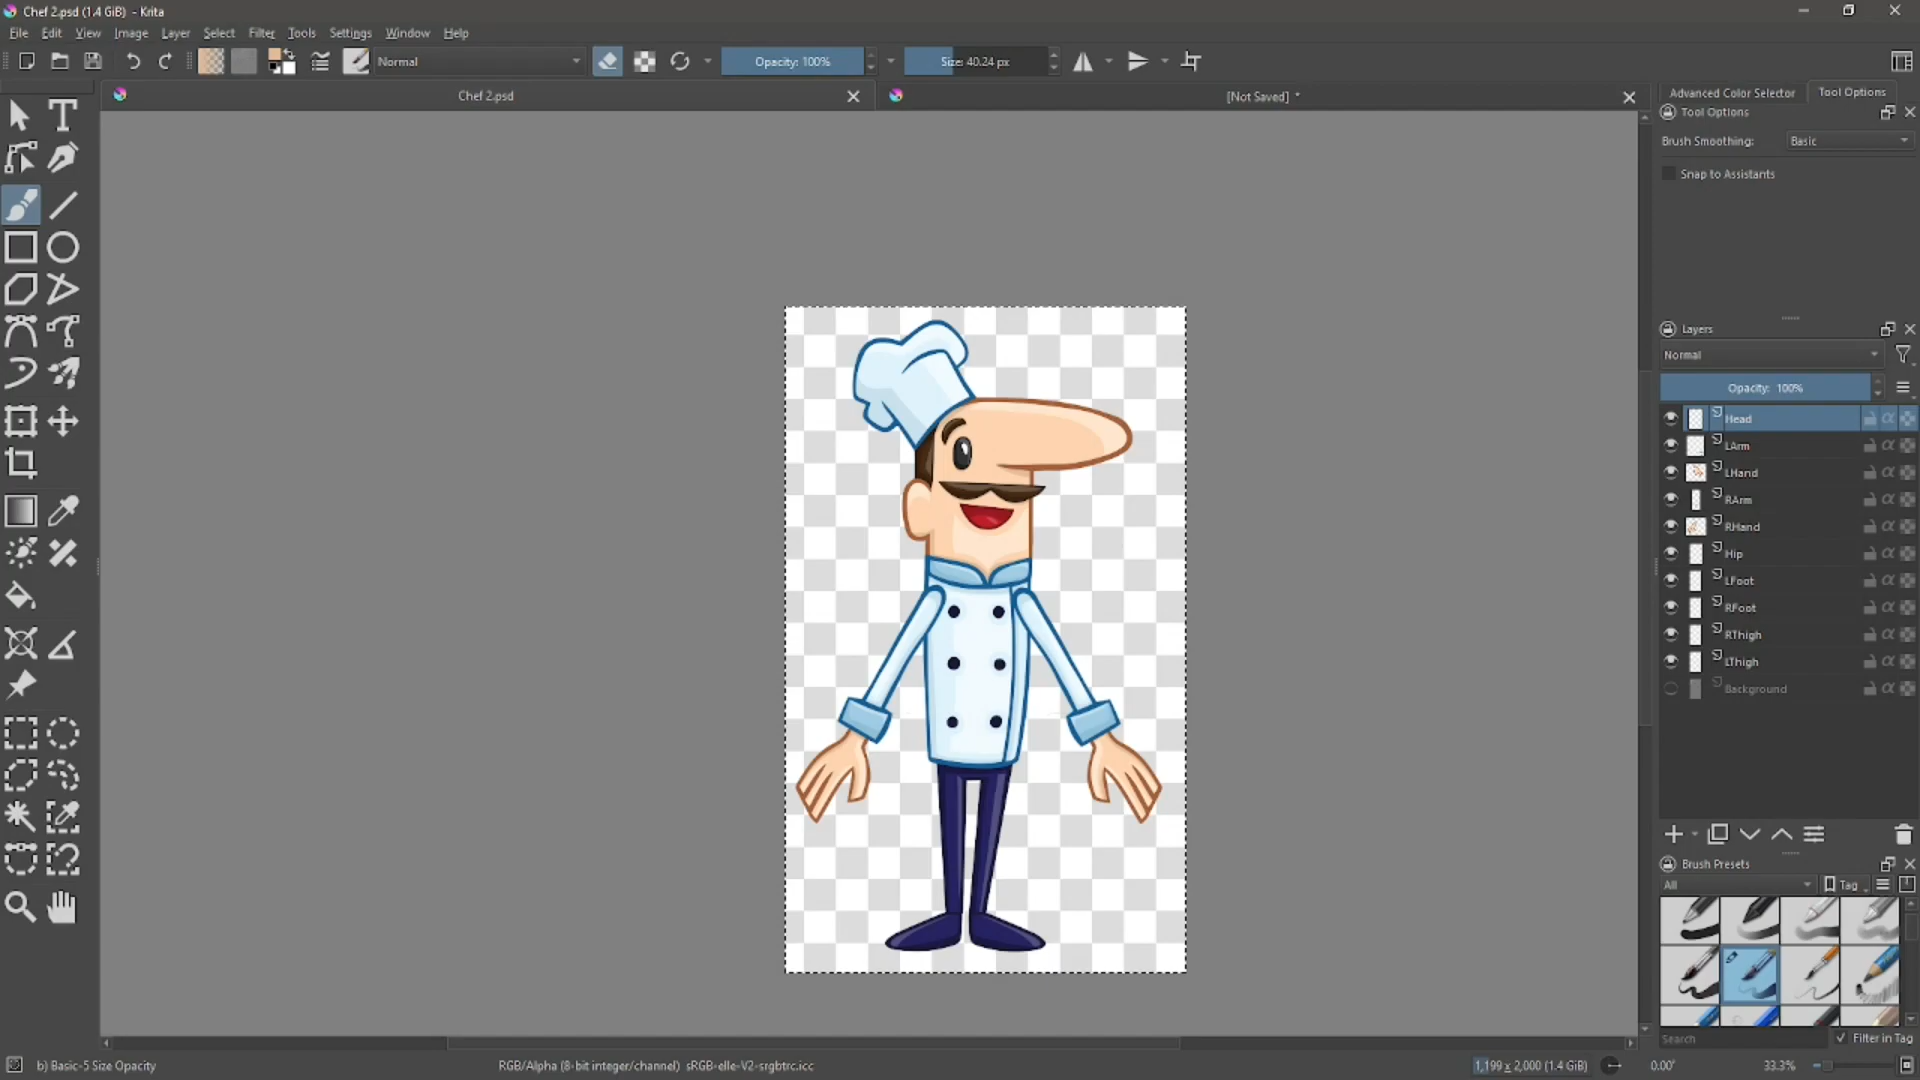 Chef 2.psd (1.4 GiB) - Krita
File Edit View Image Layer Select Filter Tools Settings Window Help
Normal
Opacity: 100%
Size: 40.24 px
Chef 2.psd
[Not Saved] *
Advanced Color Selector
Tool Options
Tool Options
Brush Smoothing: Basic
Snap to Assistants
Layers
Normal
Opacity: 100%
Head
LArm
LHand
RArm
RHand
Hip
LFoot
RFoot
RThigh
LThigh
Background
Brush Presets
All
Tag
Search
Filter in Tag
b) Basic-5 Size Opacity
RGB/Alpha (8-bit integer/channel) sRGB-elle-V2-srgbtrc.icc
1,199 x 2,000 (1.4 GiB)
0.00°
33.3%